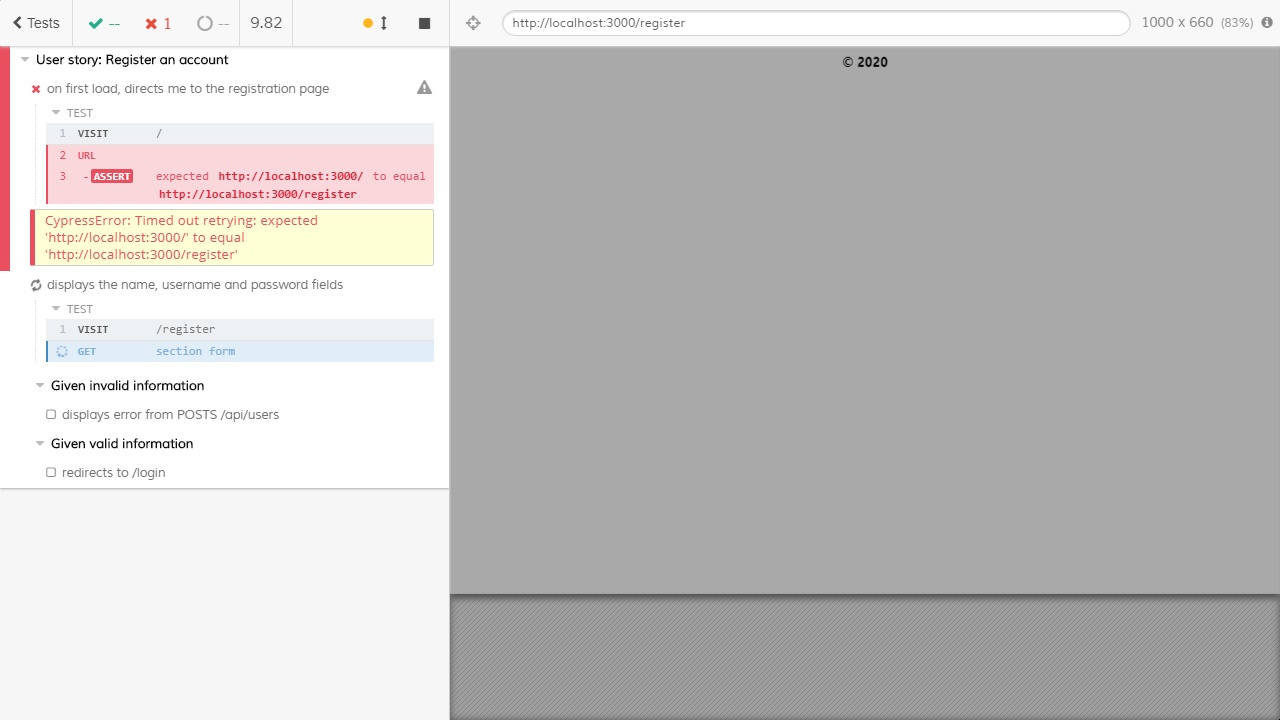 Tests -- 1 -- 9.82
http://localhost:3000/register 1000 x 660 (83%)
User story: Register an account
on first load, directs me to the registration page
TEST
1 VISIT /
2 URL
3 -ASSERT expected http://localhost:3000/ to equal
http://localhost:3000/register
CypressError: Timed out retrying: expected
'http://localhost:3000/' to equal
'http://localhost:3000/register'
displays the name, username and password fields
TEST
1 VISIT /register
GET section form
Given invalid information
displays error from POSTS /api/users
Given valid information
redirects to /login
© 2020